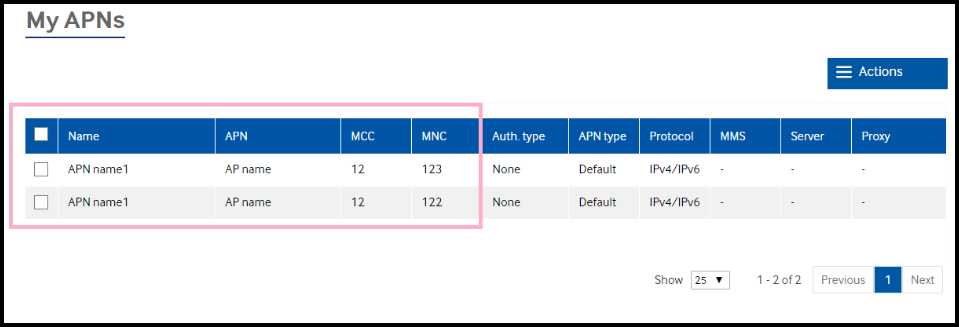 My APNs
Actions
Name APN MCC MNC Auth. type APN type Protocol MMS Server Proxy
APN name1 AP name 12 123 None Default IPv4/IPv6 - - -
APN name1 AP name 12 122 None Default IPv4/IPv6 - - -
Show 25 1 - 2 of 2 Previous 1 Next